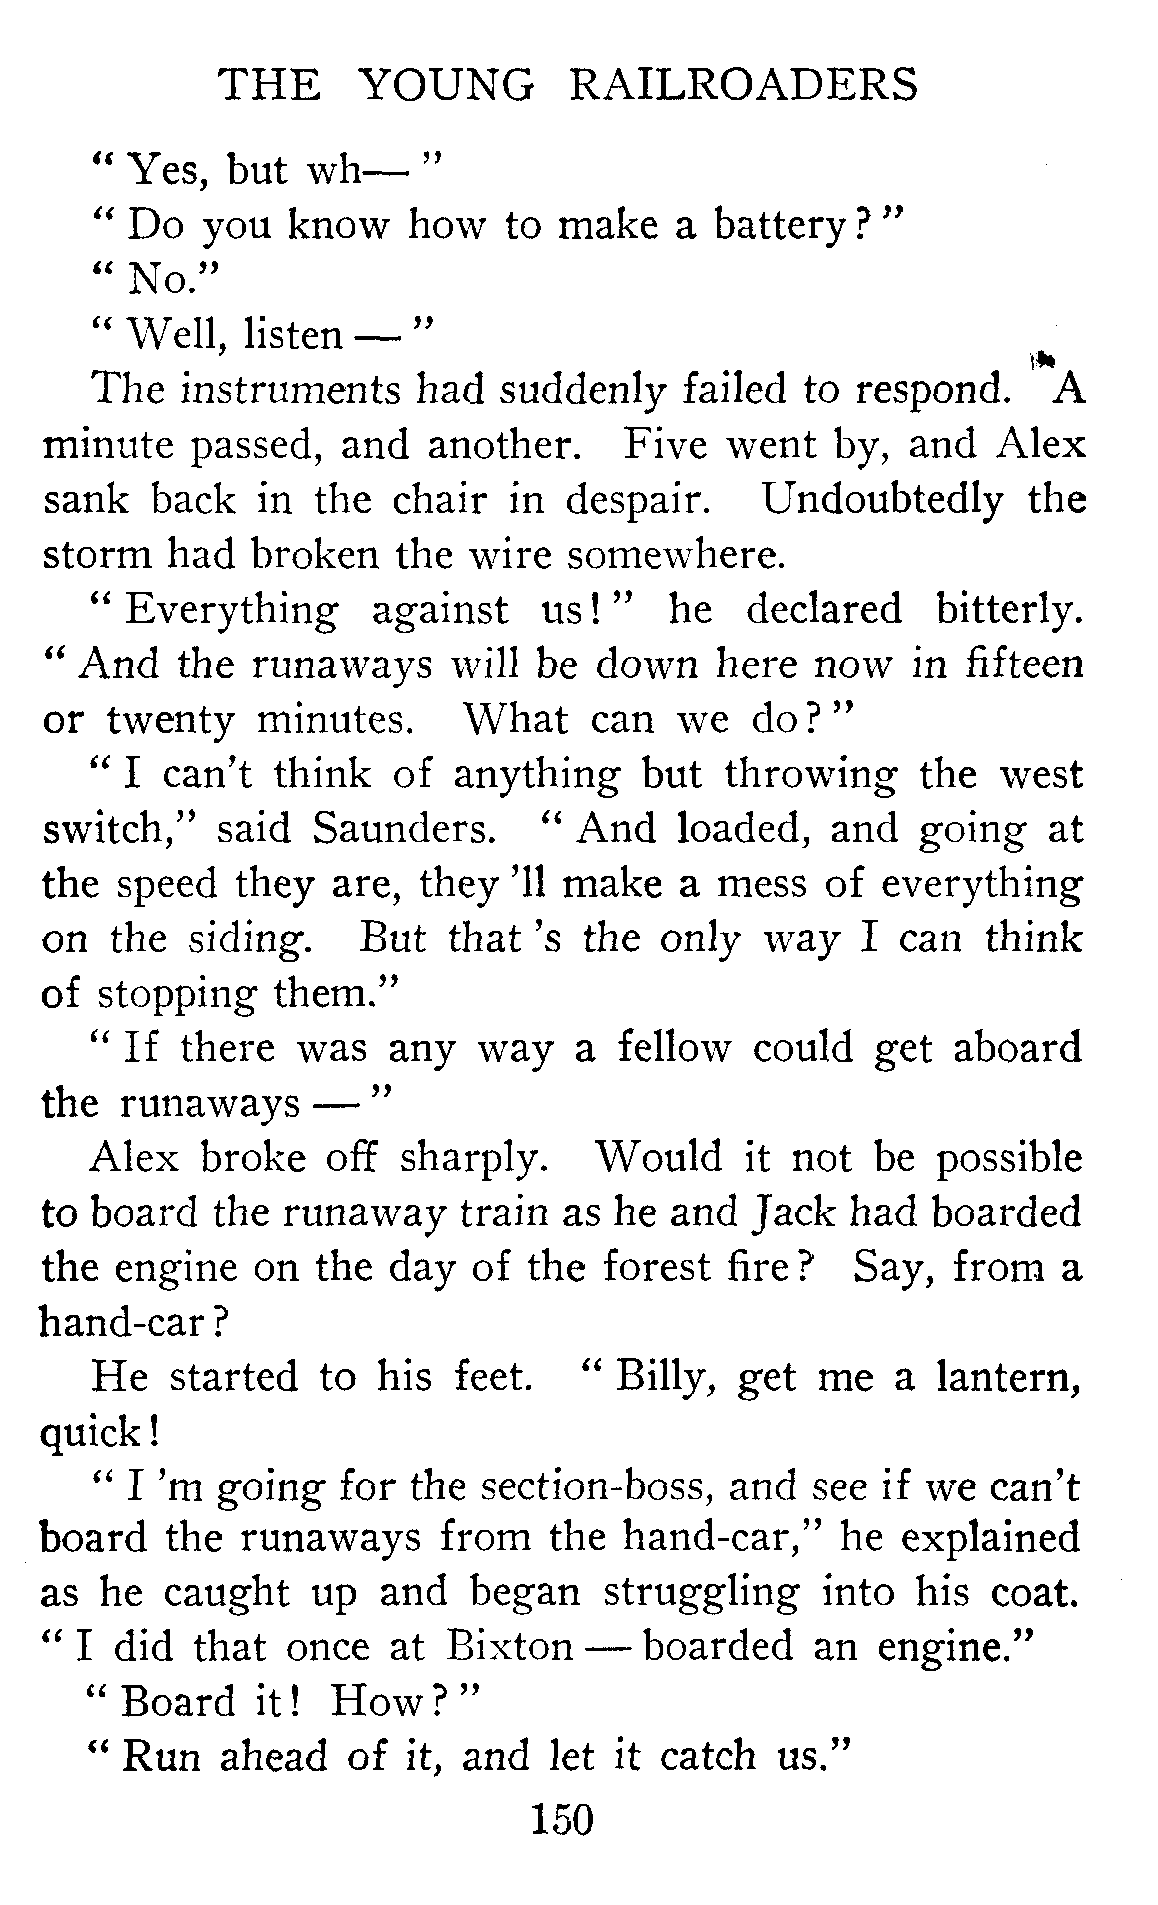 THE YOUNG RAILROADERS
“ Yes, but wh— ”
“ Do you know how to make a battery? ”
“ No.”
“ Well, listen — ”
The instruments had suddenly failed to respond. A
minute passed, and another. Five went by, and Alex
sank back in the chair in despair. Undoubtedly the
storm had broken the wire somewhere.
“ Everything against us! ” he declared bitterly.
“ And the runaways will be down here now in fifteen
or twenty minutes. What can we do? ”
“ I can't think of anything but throwing the west
switch,” said Saunders. “ And loaded, and going at
the speed they are, they 'll make a mess of everything
on the siding. But that 's the only way I can think
of stopping them.”
“ If there was any way a fellow could get aboard
the runaways — ”
Alex broke off sharply. Would it not be possible
to board the runaway train as he and Jack had boarded
the engine on the day of the forest fire? Say, from a
hand-car?
He started to his feet. “ Billy, get me a lantern,
quick!
“ I 'm going for the section-boss, and see if we can't
board the runaways from the hand-car,” he explained
as he caught up and began struggling into his coat.
“ I did that once at Bixton — boarded an engine.”
“ Board it! How? ”
“ Run ahead of it, and let it catch us.”
150